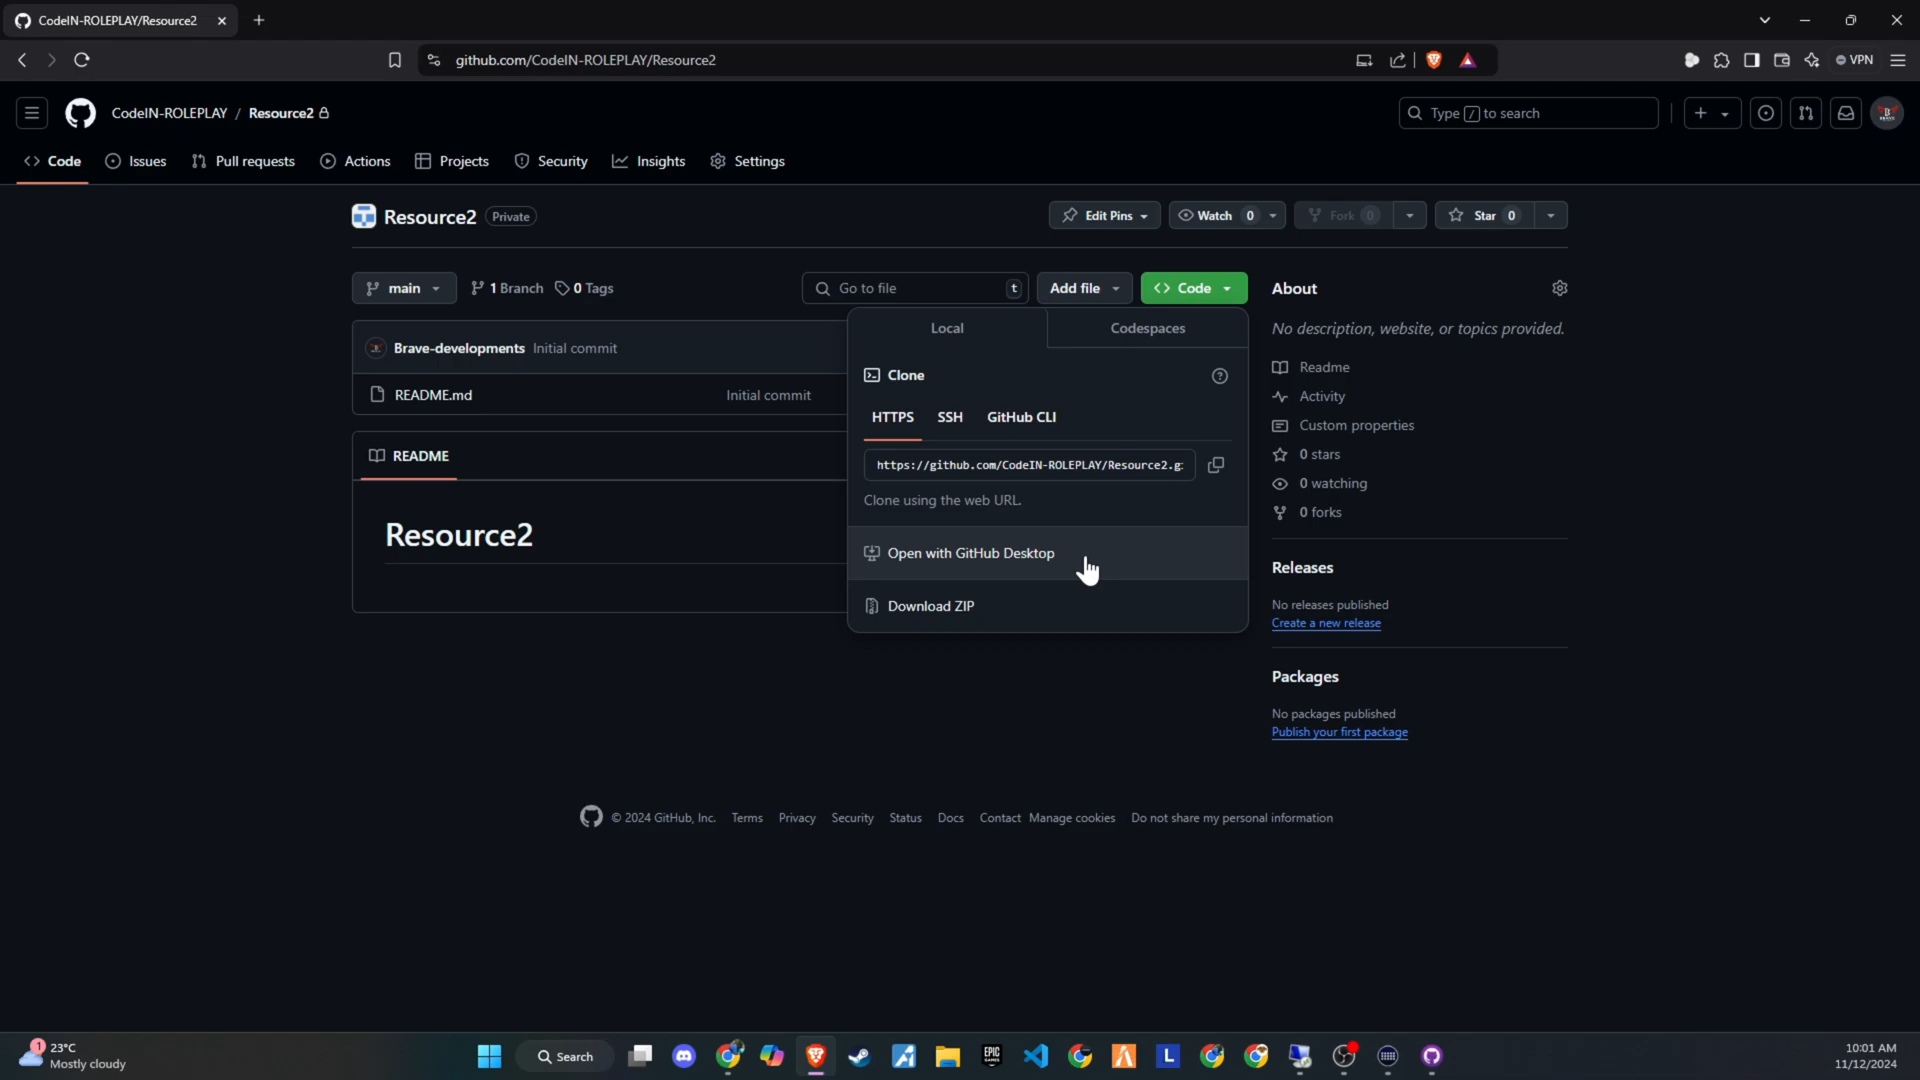 CodeIN-ROLEPLAY/Resource2
github.com/CodeIN-ROLEPLAY/Resource2
VPN
CodeIN-ROLEPLAY / Resource2
Type / to search
Code Issues Pull requests Actions Projects Security Insights Settings
Resource2 Private
Edit Pins Watch 0 Fork 0 Star 0
main 1 Branch 0 Tags Go to file t Add file Code
About
No description, website, or topics provided.
Local Codespaces
Brave-developments Initial commit
README.md Initial commit
Clone
HTTPS SSH GitHub CLI
https://github.com/CodeIN-ROLEPLAY/Resource2.g
Clone using the web URL.
Open with GitHub Desktop
Download ZIP
README
Resource2
Readme
Activity
Custom properties
0 stars
0 watching
0 forks
Releases
No releases published
Create a new release
Packages
No packages published
Publish your first package
© 2024 GitHub, Inc. Terms Privacy Security Status Docs Contact Manage cookies Do not share my personal information
1
23°C
Mostly cloudy
Search
EPIC
GAMES
L
10:01 AM
11/12/2024